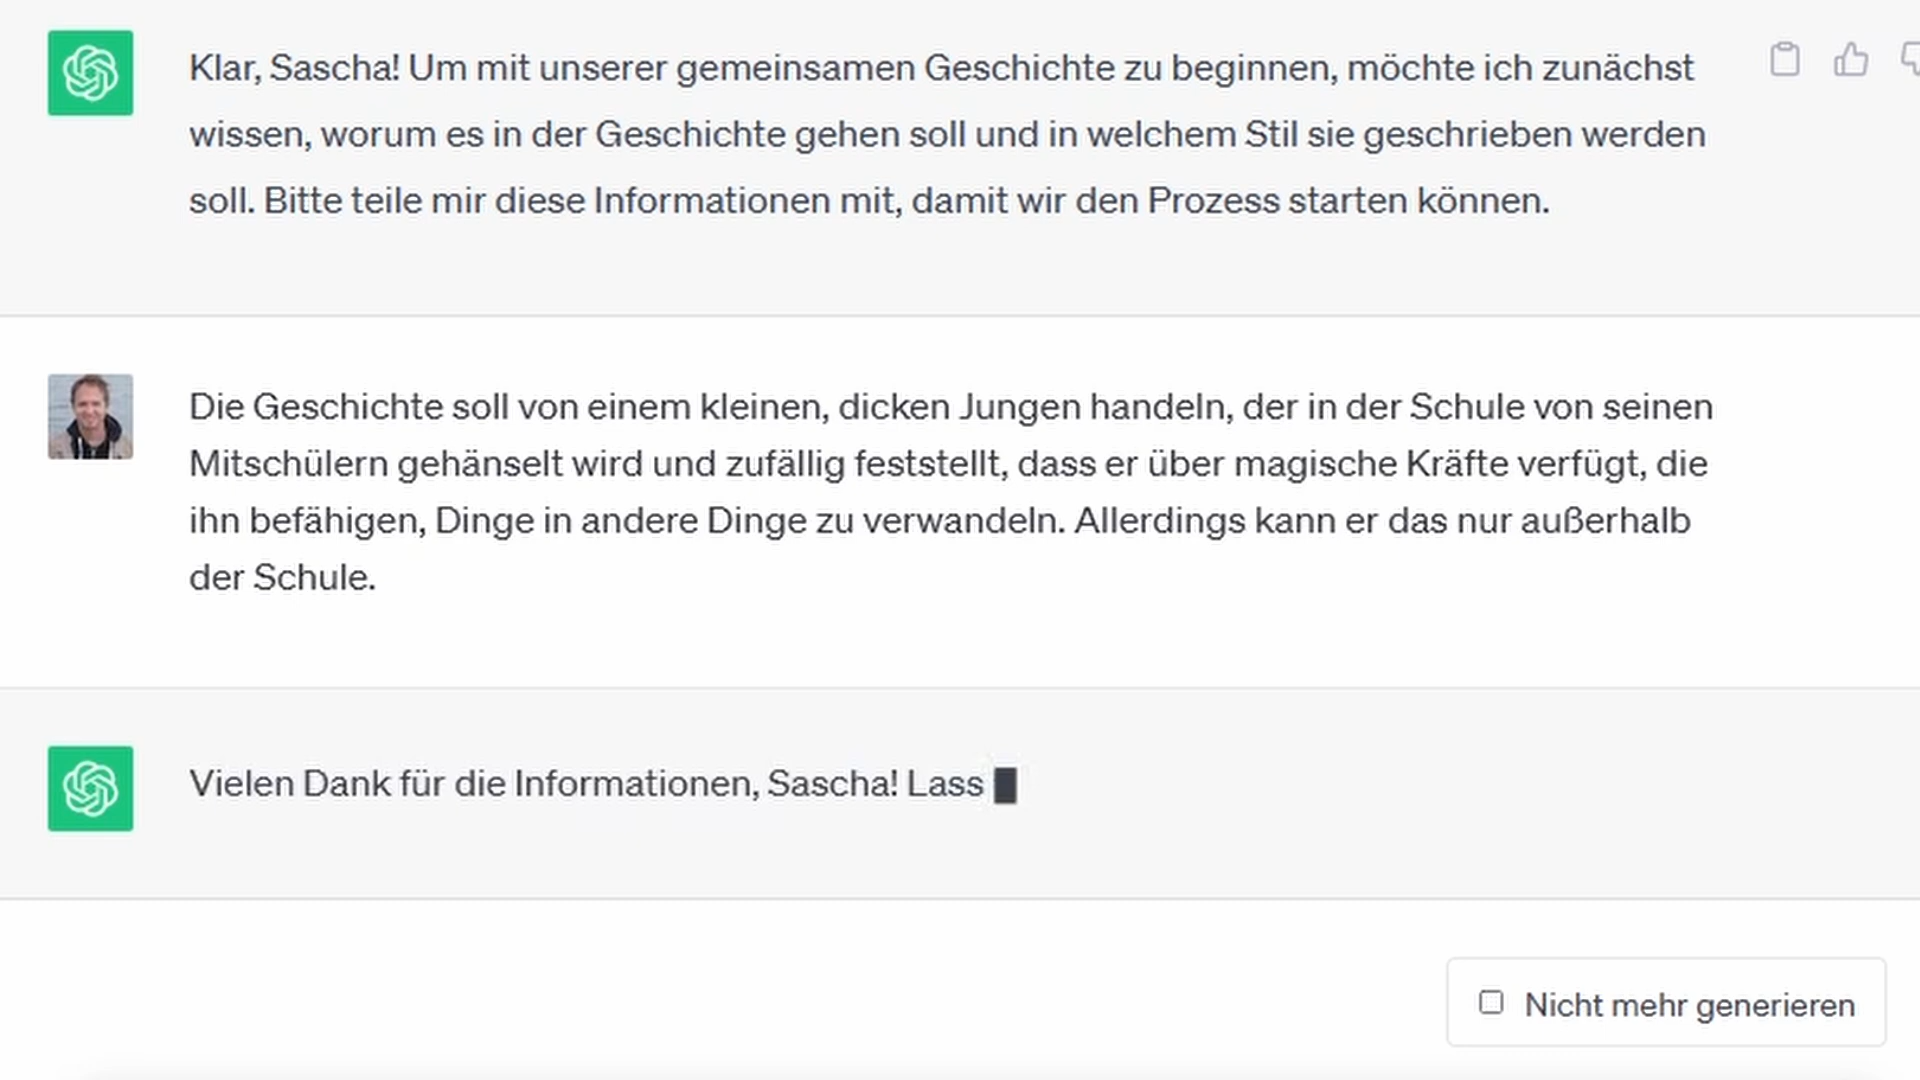 Klar, Sascha! Um mit unserer gemeinsamen Geschichte zu beginnen, möchte ich zunächst
wissen, worum es in der Geschichte gehen soll und in welchem Stil sie geschrieben werden
soll. Bitte teile mir diese Informationen mit, damit wir den Prozess starten können.
Die Geschichte soll von einem kleinen, dicken Jungen handeln, der in der Schule von seinen
Mitschülern gehänselt wird und zufällig feststellt, dass er über magische Kräfte verfügt, die
ihn befähigen, Dinge in andere Dinge zu verwandeln. Allerdings kann er das nur außerhalb
der Schule.
Vielen Dank für die Informationen, Sascha! Lass
Nicht mehr generieren